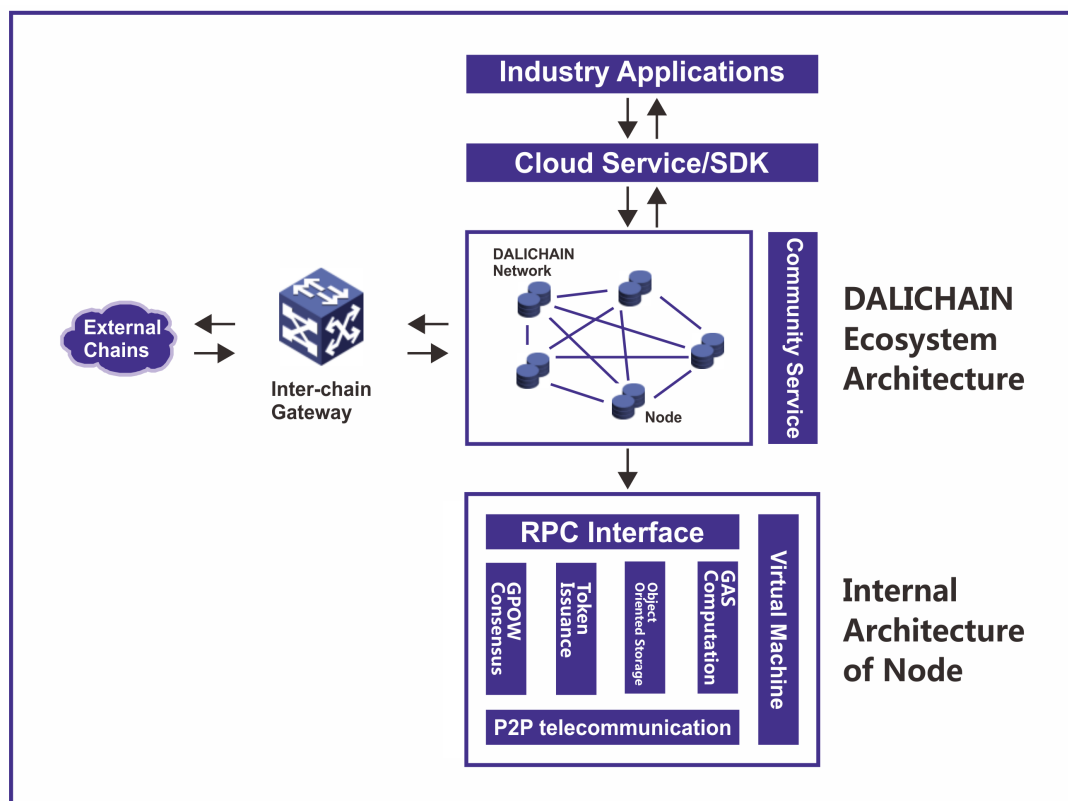 Industry Applications
Cloud Service/SDK
DALICHAIN
Network
Node
Community Service
DALICHAIN
Ecosystem
Architecture
External
Chains
Inter-chain
Gateway
RPC Interface
GPOW
Consensus
Token
Issuance
Object
Oriented Storage
GAS
Computation
Virtual Machine
P2P telecommunication
Internal
Architecture
of Node